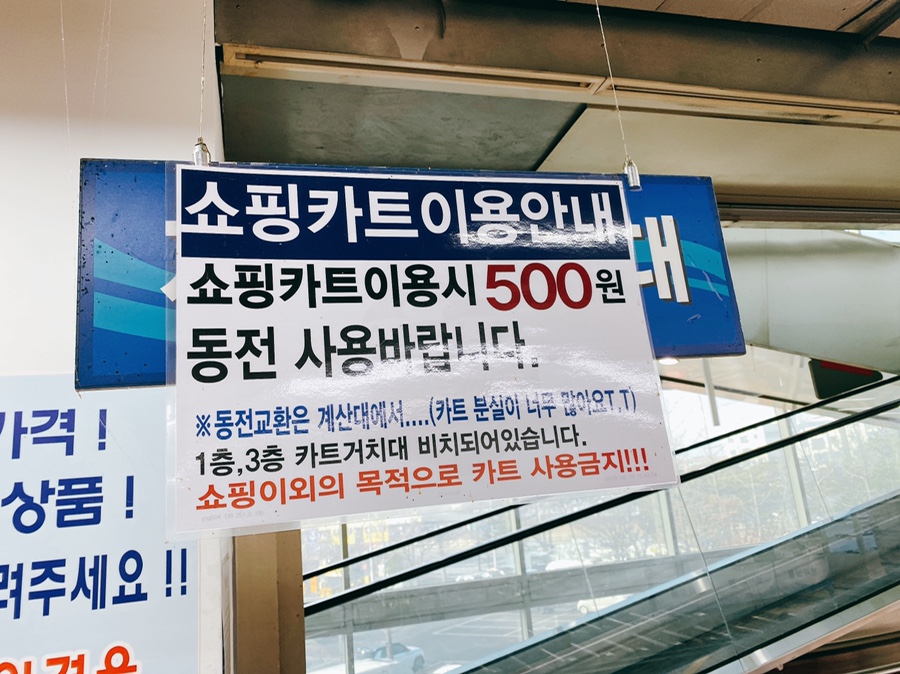 쇼핑카트이용안내
쇼핑카트이용시 500원
동전 사용바랍니다.
※동전교환은 계산대에서....(카트 분실이 너무 많아요T.T)
1층,3층 카트거치대 비치되어있습니다.
쇼핑이외의 목적으로 카트 사용금지!!!
대
가격 !
상품 !
려주세요 !!